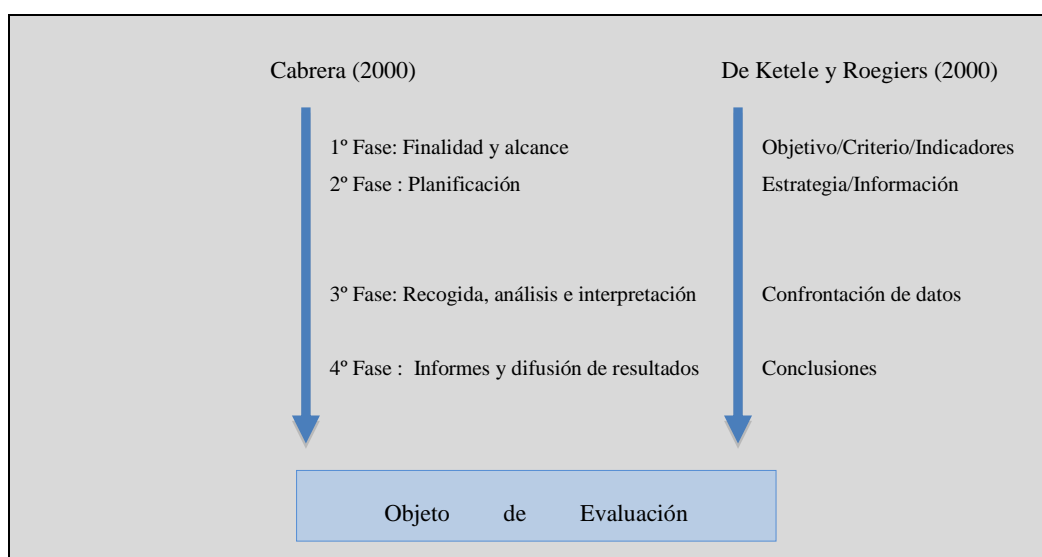 Cabrera (2000) De Ketele y Roegiers (2000)
1º Fase: Finalidad y alcance Objetivo/Criterio/Indicadores
2º Fase : Planificación Estrategia/Información
3º Fase: Recogida, análisis e interpretación Confrontación de datos
4º Fase : Informes y difusión de resultados Conclusiones
Objeto de Evaluación